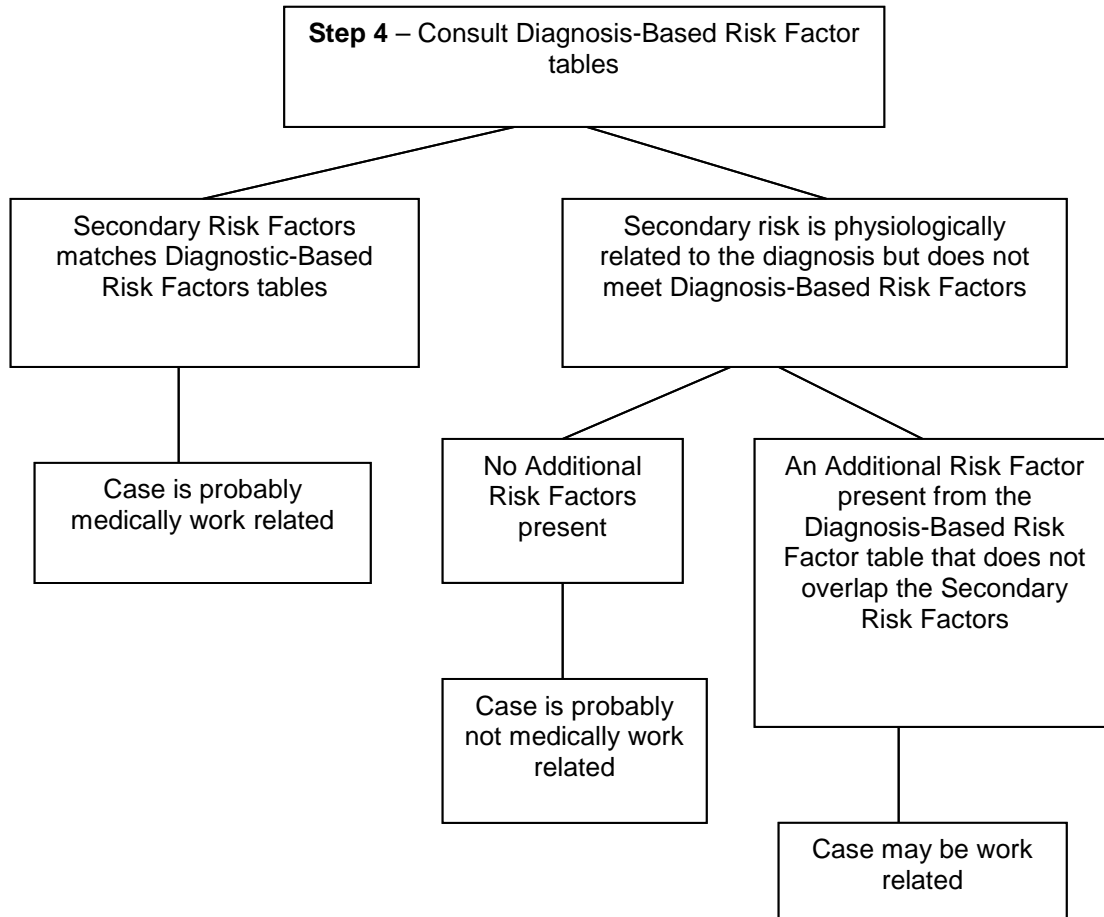 Step 4 – Consult Diagnosis-Based Risk Factor
tables
Secondary Risk Factors
matches Diagnostic-Based
Risk Factors tables
Secondary risk is physiologically
related to the diagnosis but does not
meet Diagnosis-Based Risk Factors
Case is probably
medically work related
No Additional
Risk Factors
present
An Additional Risk Factor
present from the
Diagnosis-Based Risk
Factor table that does not
overlap the Secondary
Risk Factors
Case is probably
not medically work
related
Case may be work
related